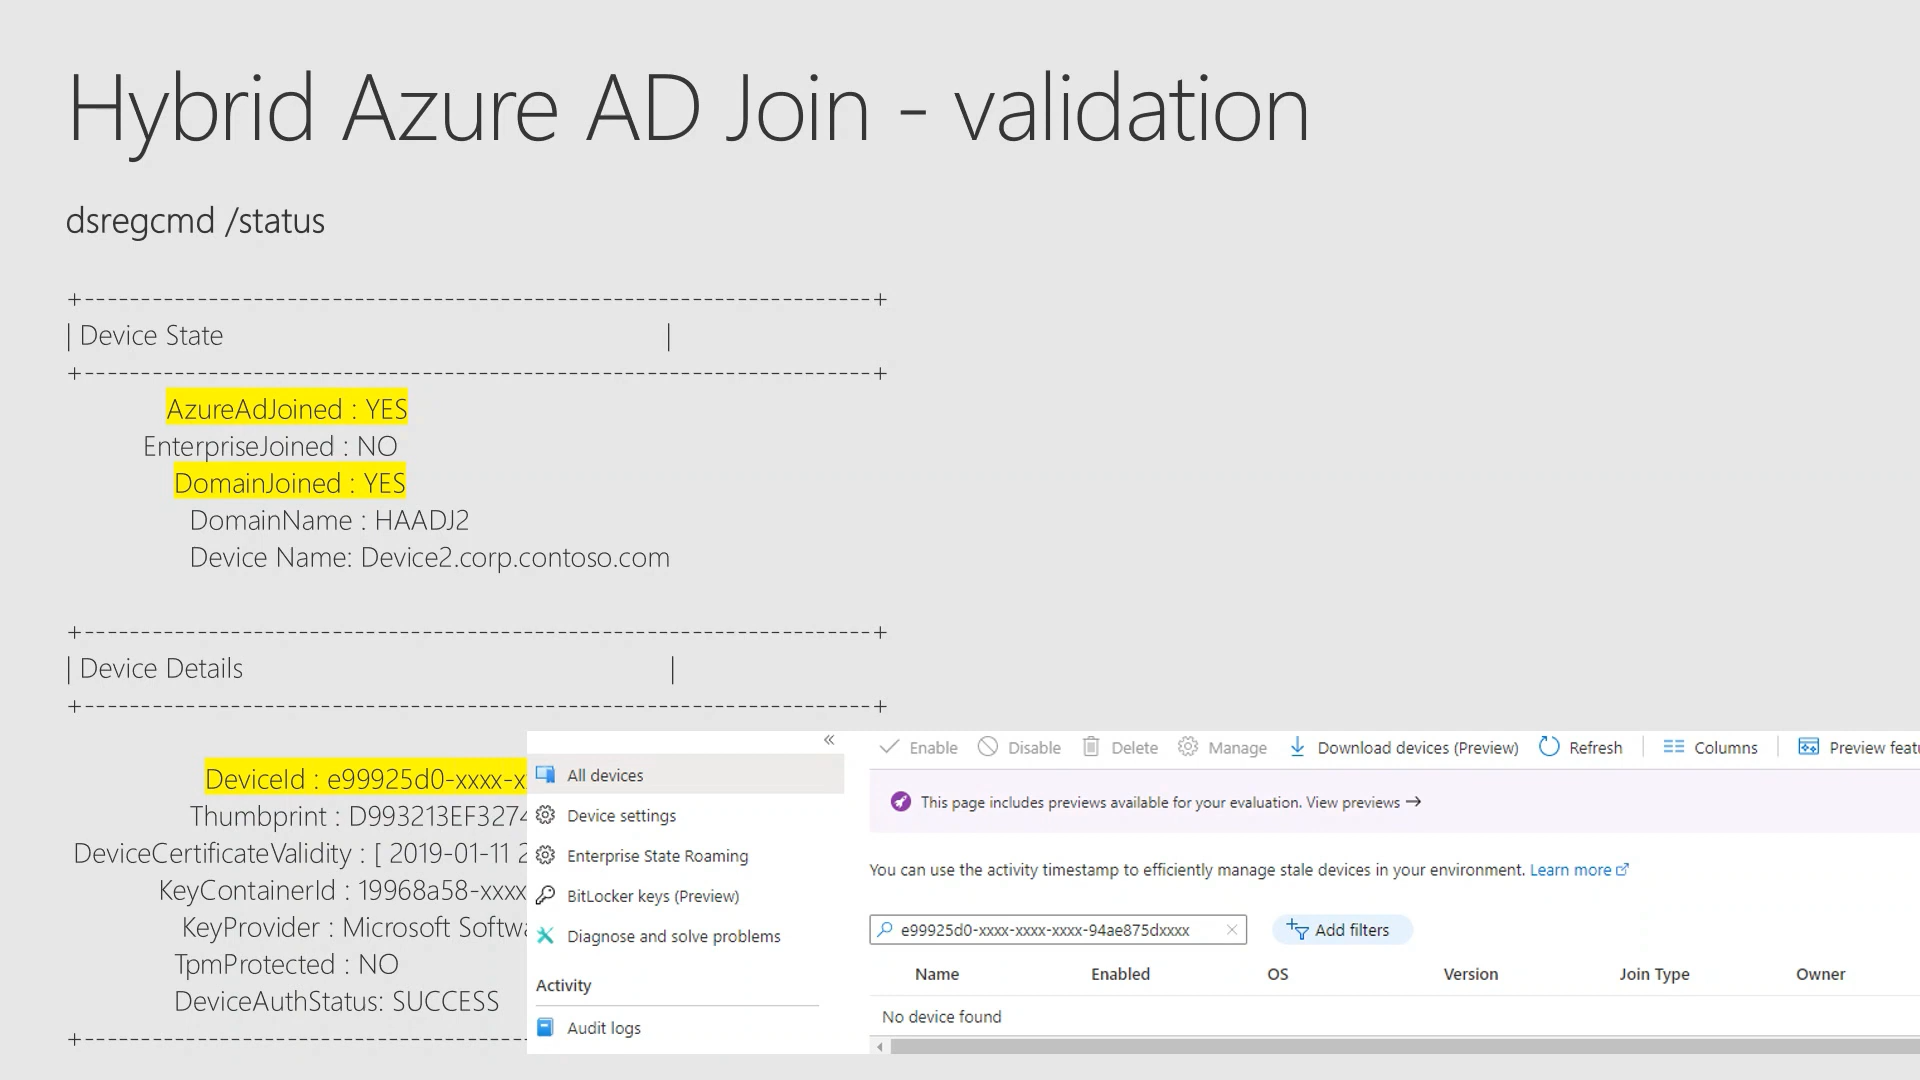 Hybrid Azure AD Join - validation
dsregcmd /status
+----------------------------------------------------------------------+
| Device State |
+----------------------------------------------------------------------+
AzureAdJoined : YES
EnterpriseJoined : NO
DomainJoined : YES
DomainName : HAADJ2
Device Name: Device2.corp.contoso.com
+----------------------------------------------------------------------+
| Device Details |
+----------------------------------------------------------------------+
DeviceId : e99925d0-xxxx-x
Thumbprint : D993213EF3274
DeviceCertificateValidity : [ 2019-01-11 2
KeyContainerId : 19968a58-xxxx
KeyProvider : Microsoft Softwa
TpmProtected : NO
DeviceAuthStatus: SUCCESS
+----------------------------------------
«
All devices
Device settings
Enterprise State Roaming
BitLocker keys (Preview)
Diagnose and solve problems
Activity
Audit logs
Enable Disable Delete Manage Download devices (Preview) Refresh | Columns | Preview featu
This page includes previews available for your evaluation. View previews →
You can use the activity timestamp to efficiently manage stale devices in your environment. Learn more
e99925d0-xxxx-xxxx-xxxx-94ae875dxxxx Add filters
Name Enabled OS Version Join Type Owner
No device found